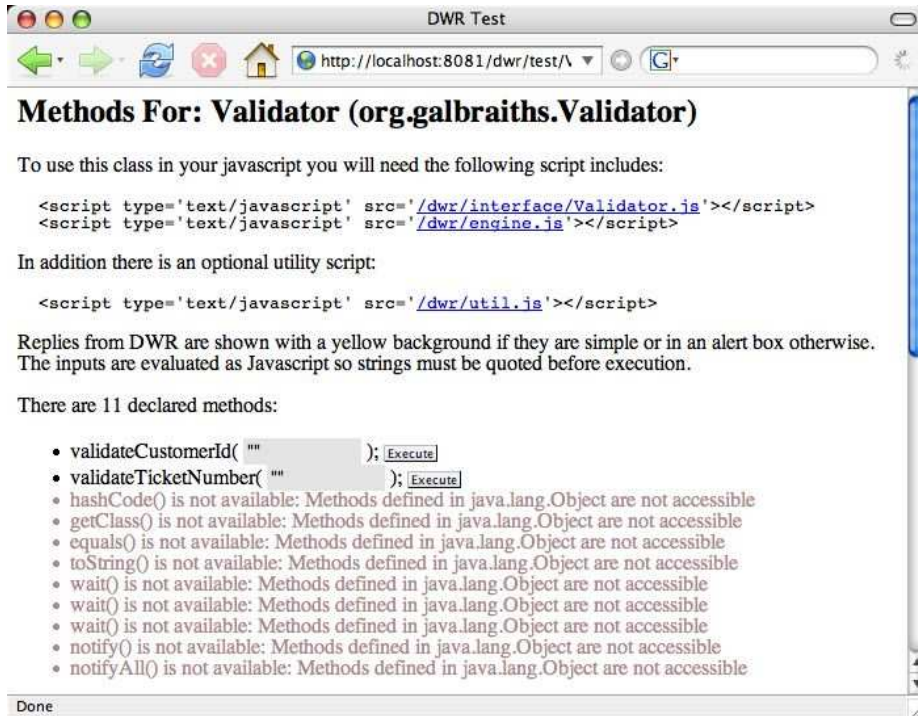 DWR Test
http://localhost:8081/dwr/test/\
G
Methods For: Validator (org.galbraiths.Validator)
To use this class in your javascript you will need the following script includes:
<script type='text/javascript' src='/dwr/interface/Validator.js'></script>
<script type='text/javascript' src='/dwr/engine.js'></script>
In addition there is an optional utility script:
<script type='text/javascript' src='/dwr/util.js'></script>
Replies from DWR are shown with a yellow background if they are simple or in an alert box otherwise.
The inputs are evaluated as Javascript so strings must be quoted before execution.
There are 11 declared methods:
• validateCustomerId( "" ); Execute
• validateTicketNumber( "" ); Execute
• hashCode() is not available: Methods defined in java.lang.Object are not accessible
• getClass() is not available: Methods defined in java.lang.Object are not accessible
• equals() is not available: Methods defined in java.lang.Object are not accessible
• toString() is not available: Methods defined in java.lang.Object are not accessible
• wait() is not available: Methods defined in java.lang.Object are not accessible
• wait() is not available: Methods defined in java.lang.Object are not accessible
• wait() is not available: Methods defined in java.lang.Object are not accessible
• notify() is not available: Methods defined in java.lang.Object are not accessible
• notifyAll() is not available: Methods defined in java.lang.Object are not accessible
Done